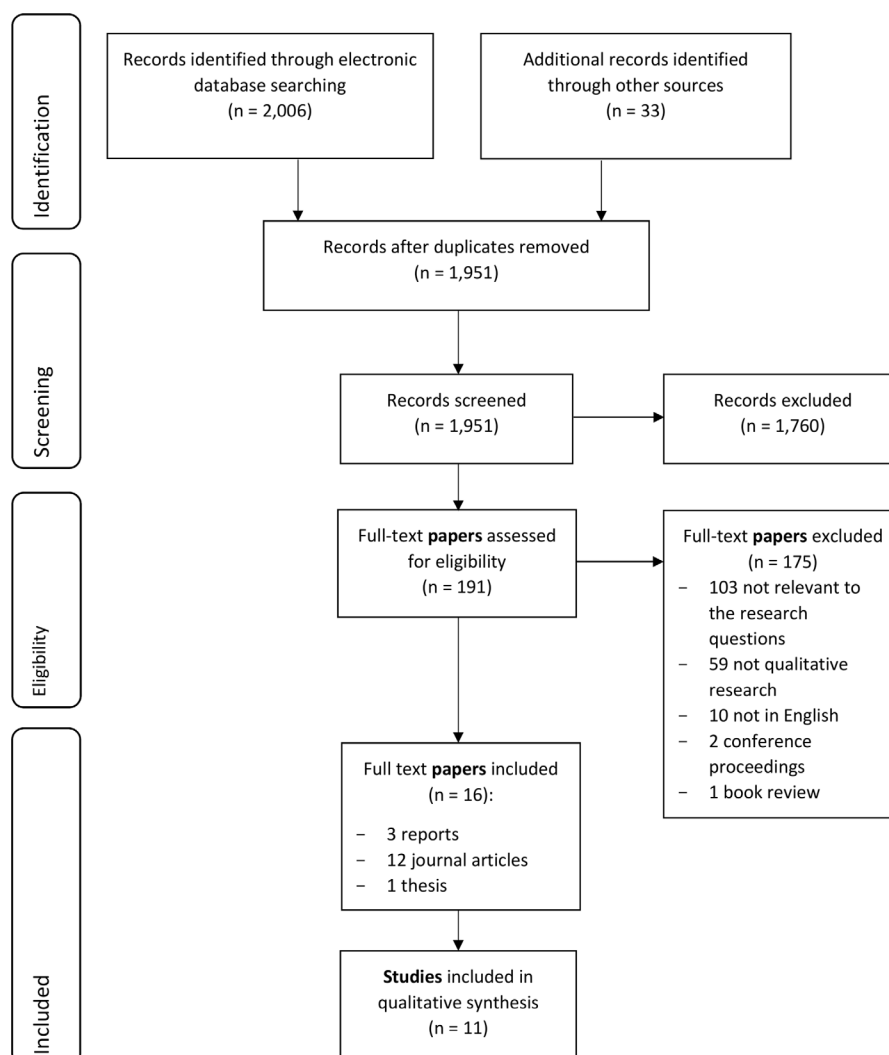 Identification
Records identified through electronic
database searching
(n = 2,006)
Additional records identified
through other sources
(n = 33)
Records after duplicates removed
(n = 1,951)
Screening
Records screened
(n = 1,951)
Records excluded
(n = 1,760)
Eligibility
Full-text papers assessed
for eligibility
(n = 191)
Full-text papers excluded
(n = 175)
– 103 not relevant to
the research
questions
– 59 not qualitative
research
– 10 not in English
– 2 conference
proceedings
– 1 book review
Included
Full text papers included
(n = 16):
– 3 reports
– 12 journal articles
– 1 thesis
Studies included in
qualitative synthesis
(n = 11)